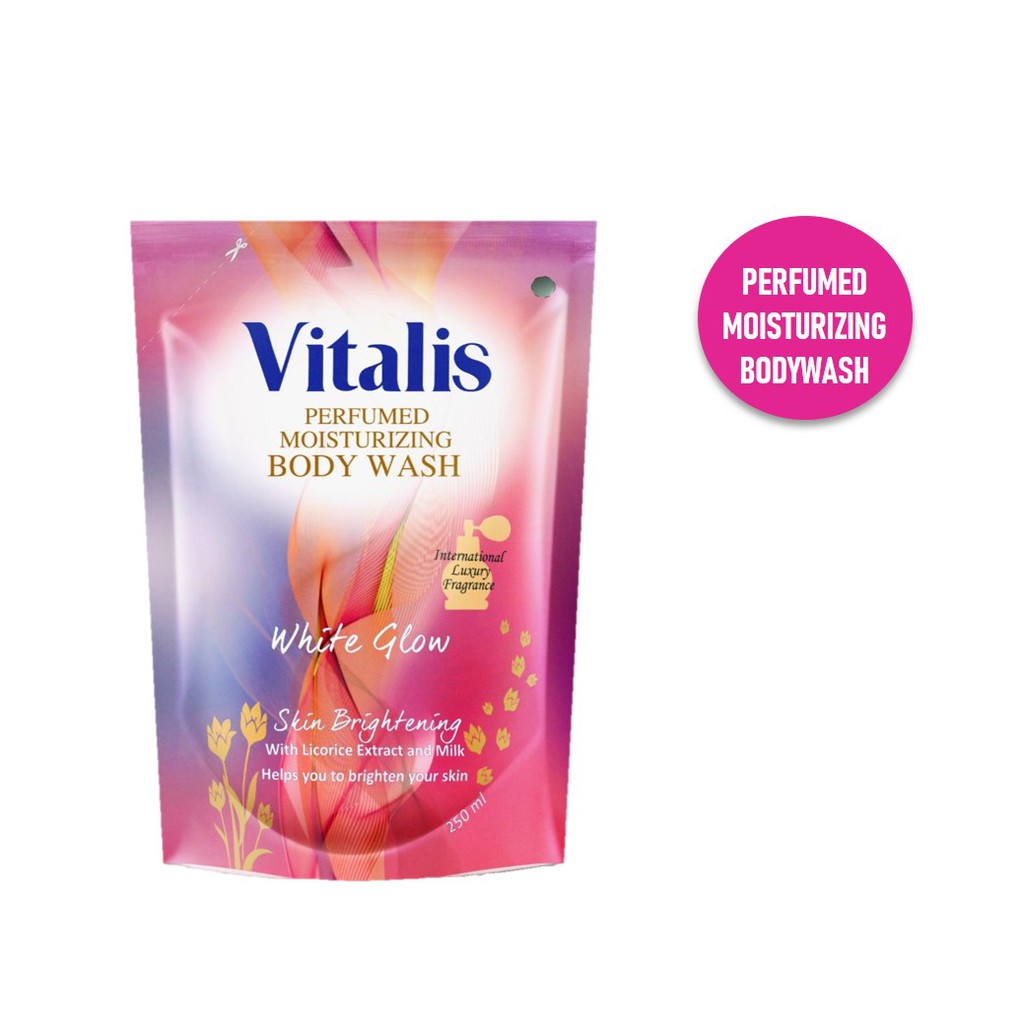 Vitalis
PERFUMED
MOISTURIZING
BODY WASH
International
Luxury
Fragrance
White Glow
Skin Brightening
With Licorice Extract and Milk
Helps you to brighten your skin
250 ml
PERFUMED
MOISTURIZING
BODYWASH